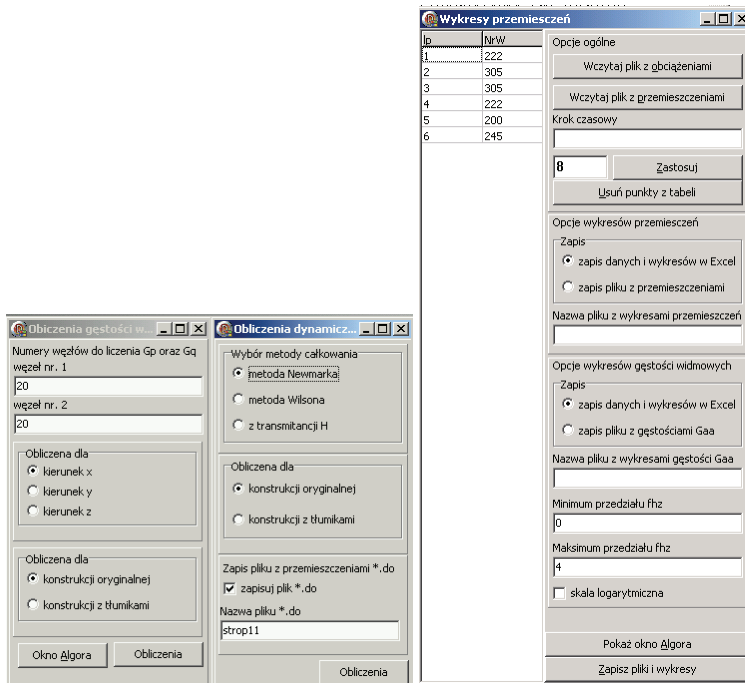 Obiczenia gęstości w...
Numery węzłów do liczenia Gp oraz Gq
węzeł nr. 1
20
węzeł nr. 2
20
Obliczena dla
kierunek x
kierunek y
kierunek z
Obliczena dla
konstrukcji oryginalnej
konstrukcji z tłumikami
Okno Algora
Obliczenia
Obliczenia dynamicz...
Wybór metody całkowania
metoda Newmarka
metoda Wilsona
z transmitancji H
Obliczena dla
konstrukcji oryginalnej
konstrukcji z tłumikami
Zapis pliku z przemieszczeniami *.do
zapisuj plik *.do
Nazwa pliku *.do
strop11
Obliczenia
Wykresy przemiesczeń
lp NrW
1 222
2 305
3 305
4 222
5 200
6 245
Opcje ogólne
Wczytaj plik z obciążeniami
Wczytaj plik z przemieszczeniami
Krok czasowy
8 Zastosuj
Usuń punkty z tabeli
Opcje wykresów przemiesczeń
Zapis
zapis danych i wykresów w Excel
zapis pliku z przemieszczeniami
Nazwa pliku z wykresami przemieszczeń
Opcje wykresów gęstości widmowych
Zapis
zapis danych i wykresów w Excel
zapis pliku z gęstościami Gaa
Nazwa pliku z wykresami gęstości Gaa
Minimum przedziału fhz
0
Maksimum przedziału fhz
4
skala logarytmiczna
Pokaż okno Algora
Zapisz pliki i wykresy